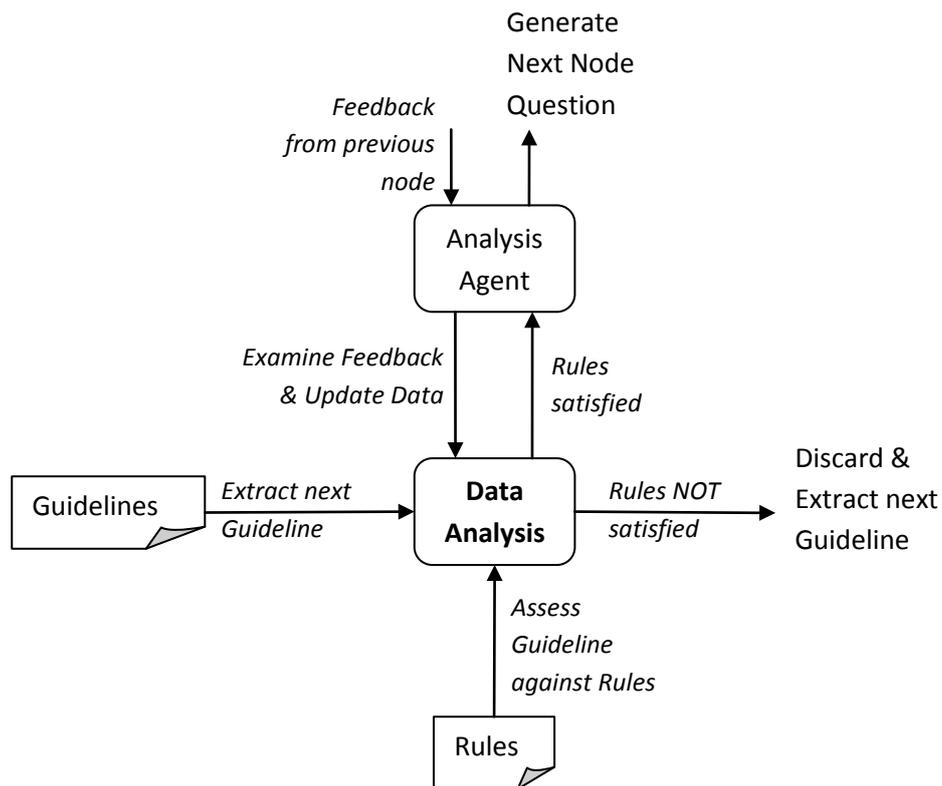 Generate
Next Node
Question
Feedback
from previous
node
Analysis
Agent
Examine Feedback
& Update Data
Rules
satisfied
Guidelines
Extract next
Guideline
Data
Analysis
Rules NOT
satisfied
Discard &
Extract next
Guideline
Assess
Guideline
against Rules
Rules